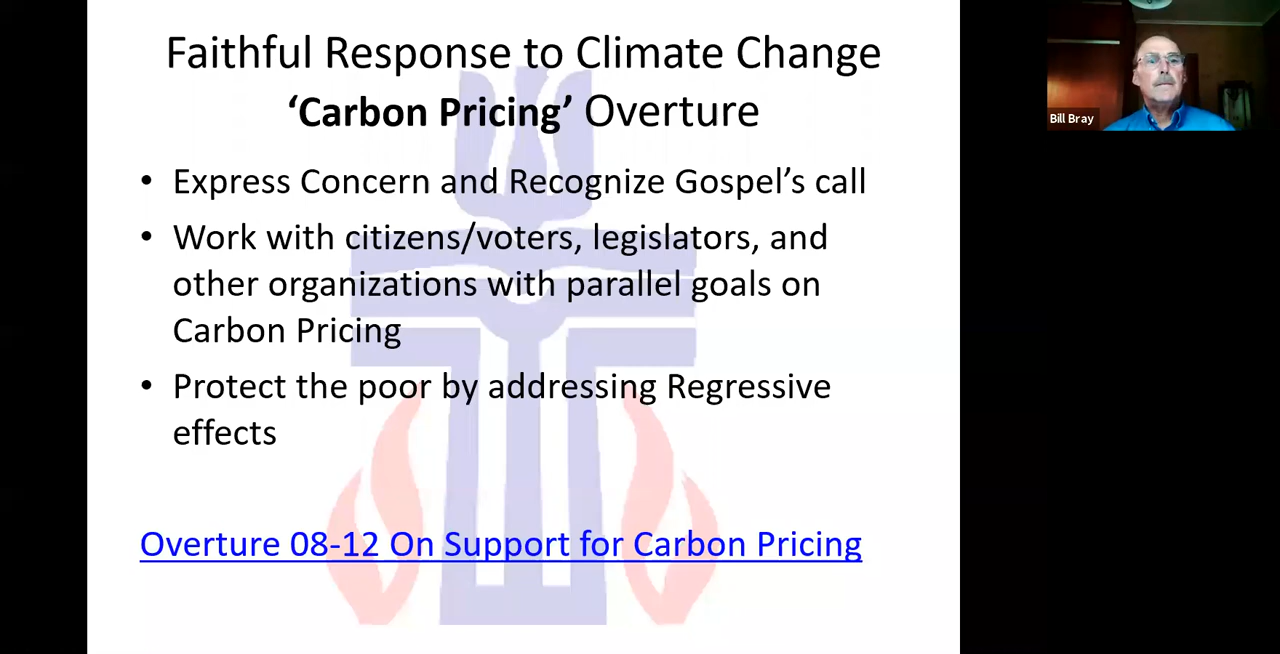 Faithful Response to Climate Change
‘Carbon Pricing’ Overture
• Express Concern and Recognize Gospel’s call
• Work with citizens/voters, legislators, and
other organizations with parallel goals on
Carbon Pricing
• Protect the poor by addressing Regressive
effects
Overture 08-12 On Support for Carbon Pricing
Bill Bray